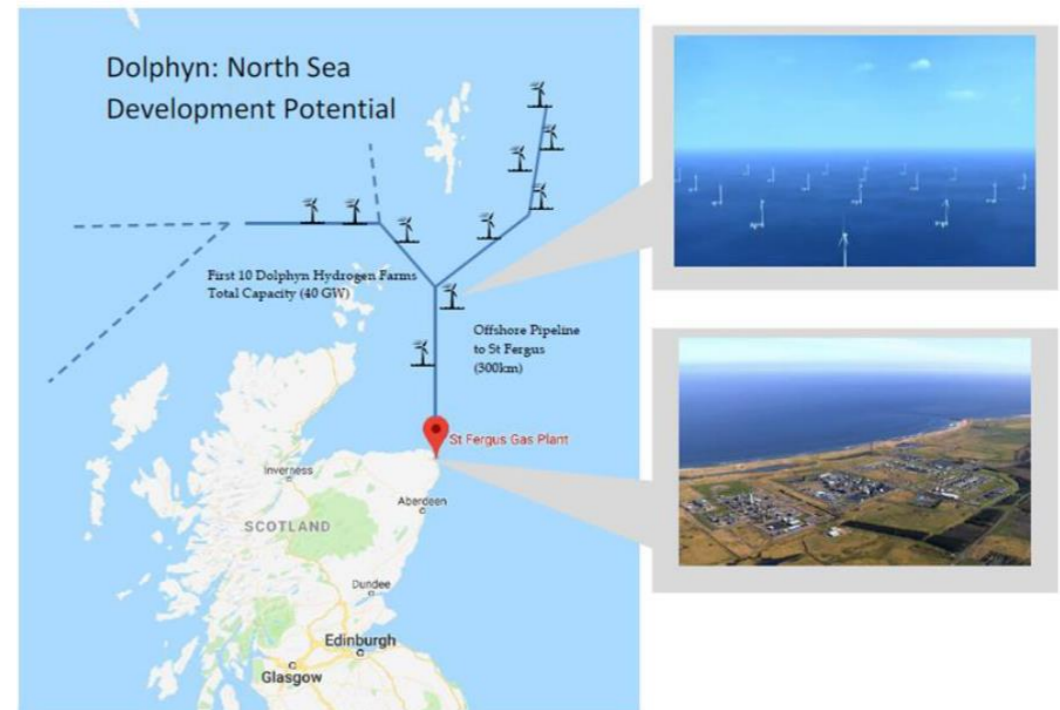 Dolphyn: North Sea
Development Potential
First 10 Dolphyn Hydrogen Farms
Total Capacity (40 GW)
Offshore Pipeline
to St Fergus
(300km)
St Fergus Gas Plant
Inverness
Aberdeen
SCOTLAND
Dundee
Edinburgh
Glasgow